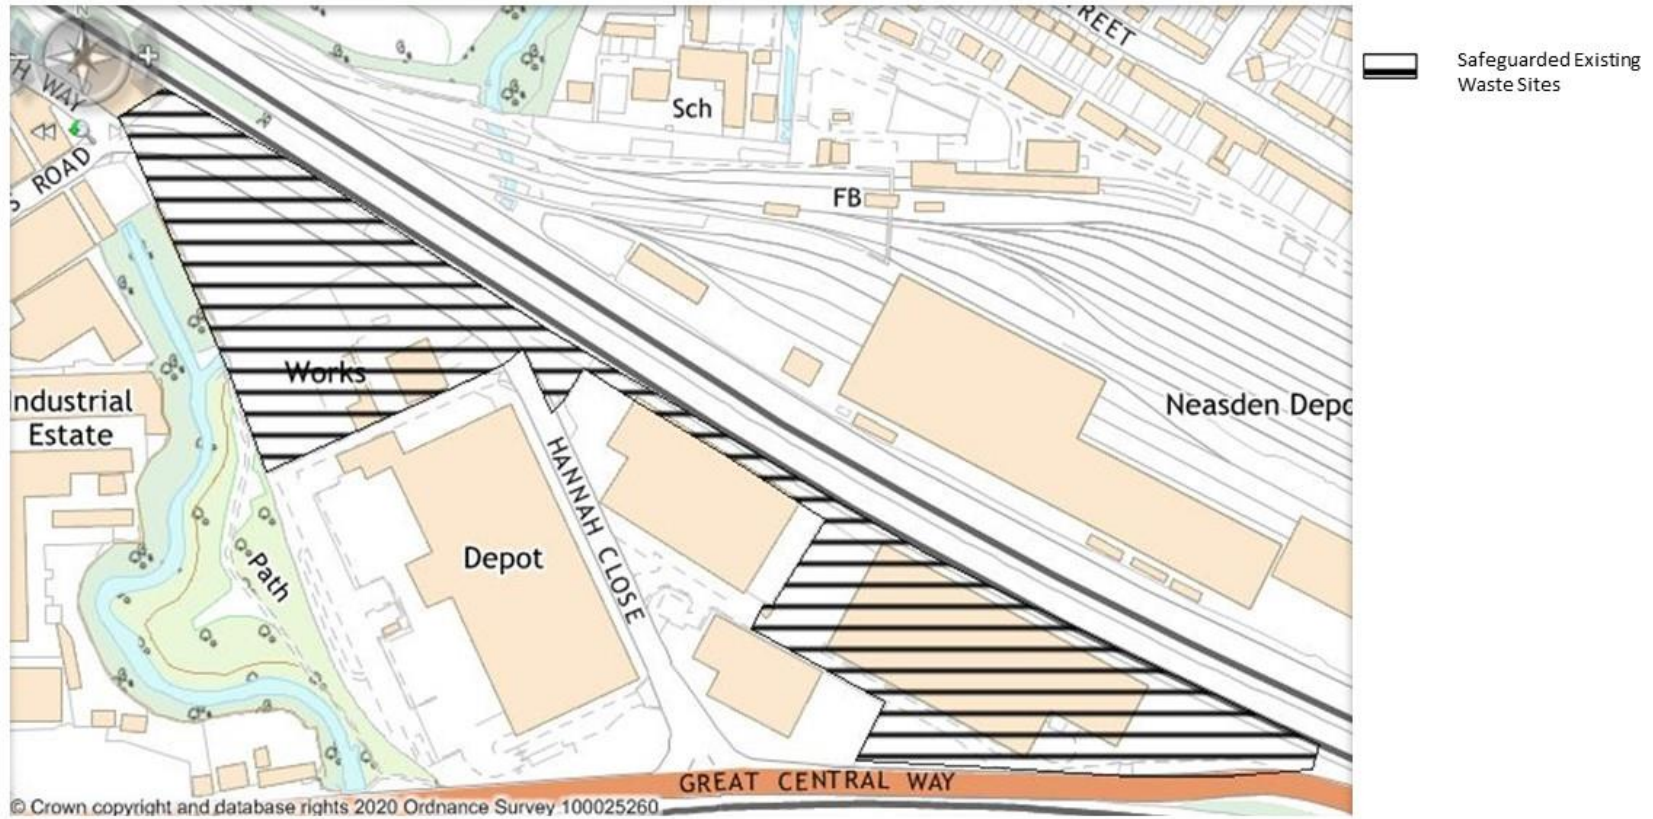 N
TREET
H WAY
Safeguarded Existing
Waste Sites
Sch
S ROAD
FB
Works
Industrial
Estate
Neasden Depo
HANNAH CLOSE
Depot
Path
GREAT CENTRAL WAY
© Crown copyright and database rights 2020 Ordnance Survey 100025260